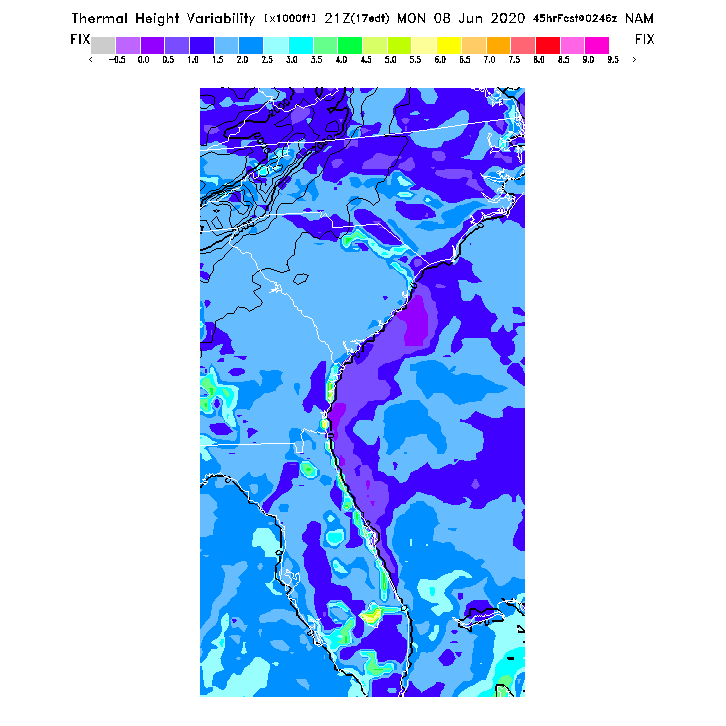 Thermal Height Variability [x1000ft] 21Z(17edt) MON 08 Jun 2020 45hrFcst@0246z NAM
FIX FIX
< -0.5 0.0 0.5 1.0 1.5 2.0 2.5 3.0 3.5 4.0 4.5 5.0 5.5 6.0 6.5 7.0 7.5 8.0 8.5 9.0 9.5 >